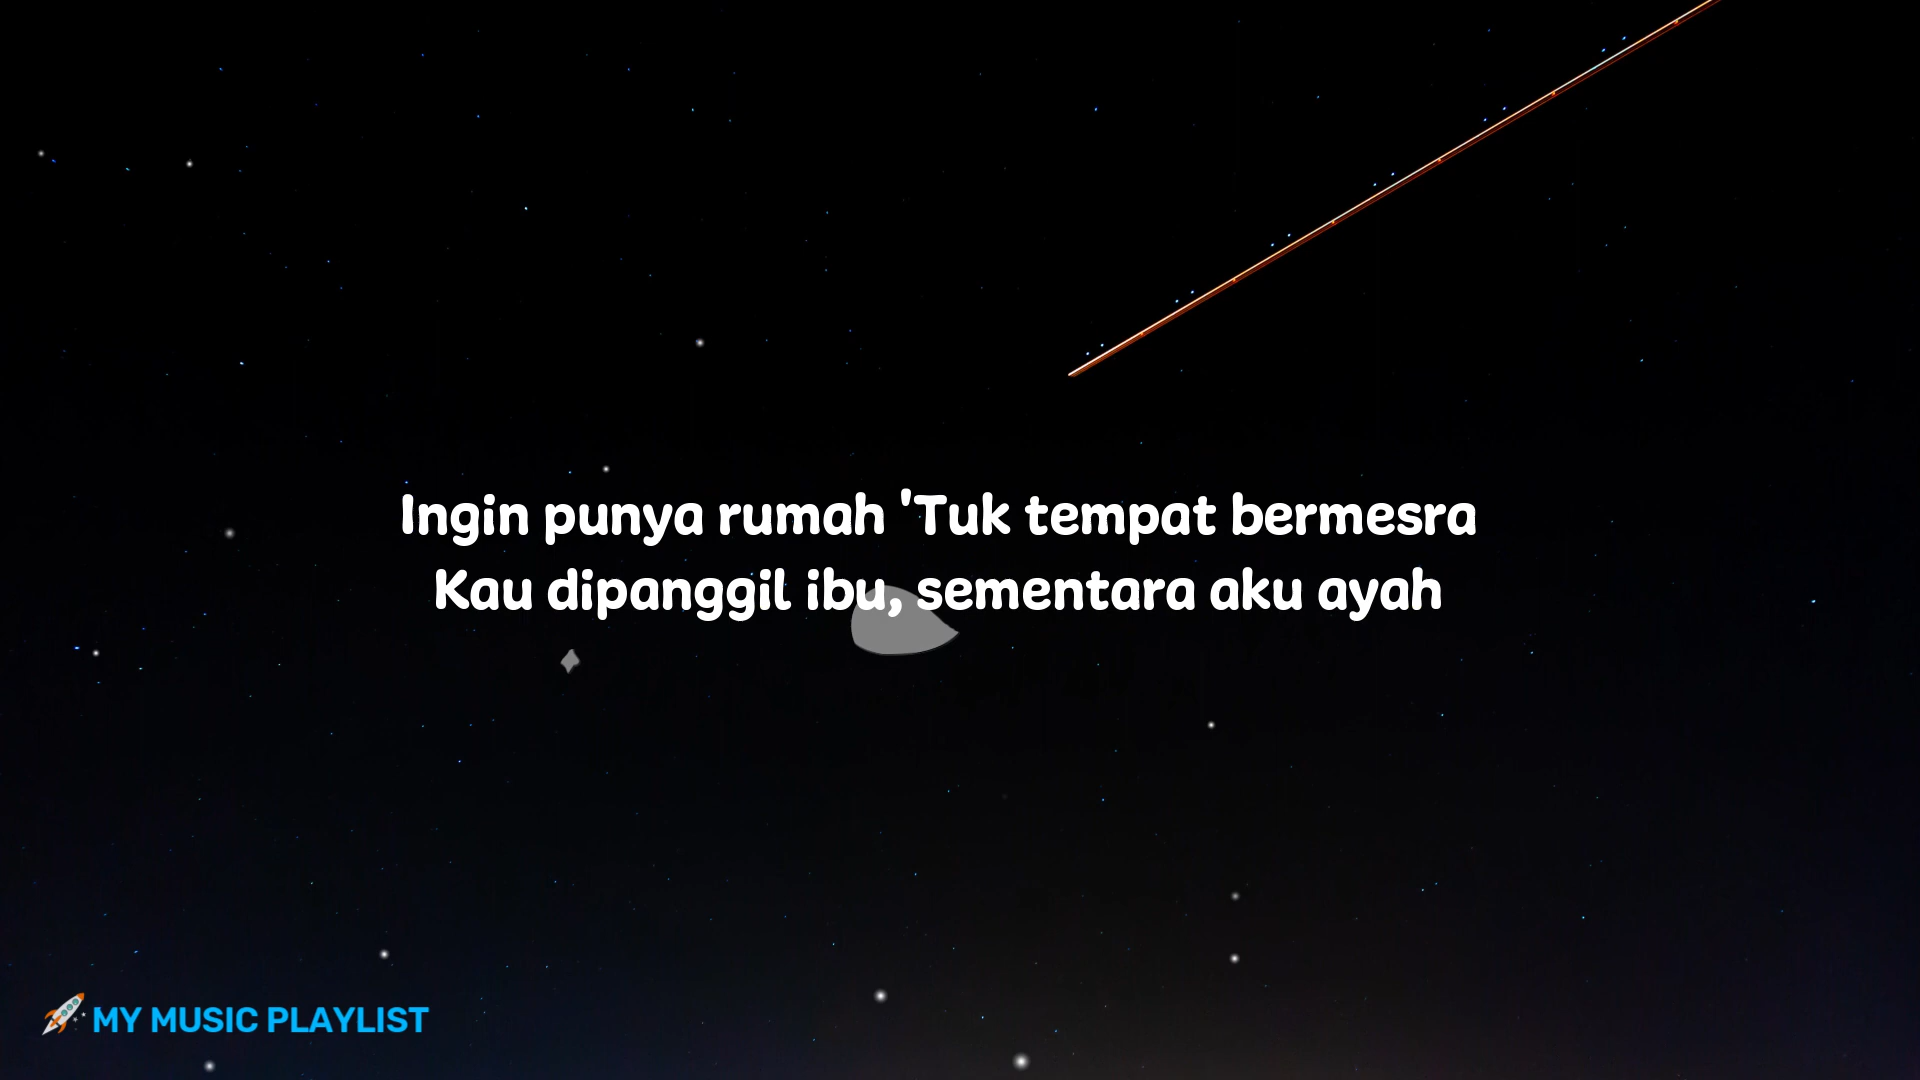 Ingin punya rumah 'Tuk tempat bermesra
Kau dipanggil ibu, sementara aku ayah
MY MUSIC PLAYLIST